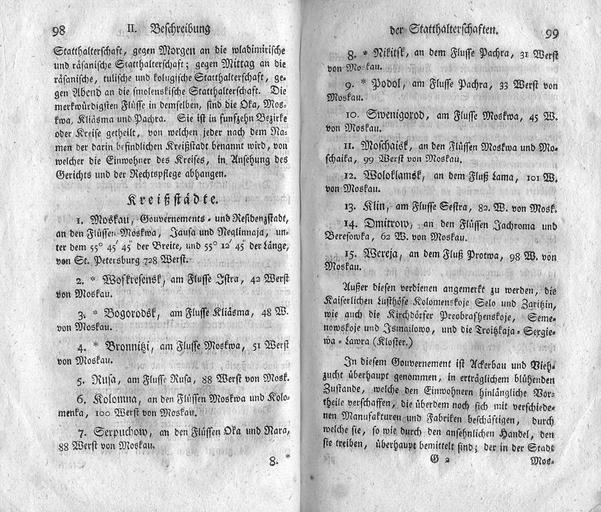 98 II. Beschreibung
Statthalterschaft, gegen Morgen an die wladimirische
und räsanische Statthalterschaft; gegen Mittag an die
räsanische, tulische und kolugische Statthalterschaft, ge-
gen Abend an die smolenskische Statthalterschaft. Die
merkwürdigsten Flüsse in demselben, sind die Oka, Mos-
kwa, Kliäsma und Pachra. Sie ist in funfzehn Bezirke
oder Kreise getheilt, von welchen jeder nach dem Na-
men der darin befindlichen Kreißstadt benannt wird, von
welcher die Einwohner des Kreises, in Ansehung des
Gerichts und der Rechtspflege abhangen.
Kreißstädte.
1. Moskau, Gouvernements- und Residenzstadt,
an den Flüssen Moskwa, Jausa und Neglinnaja, un-
ter dem 55° 45′ 45″ der Breite, und 55° 12′ 45″ der Länge,
von St. Petersburg 728 Werst.
2. * Woskresensk, am Flusse Istra, 42 Werst
von Moskau.
3. * Bogorodsk, am Flusse Kliäsma, 48 W.
von Moskau.
4. * Bronnitzi, am Flusse Moskwa, 51 Werst
von Moskau.
5. Rusa, am Flusse Rusa, 88 Werst von Mosk.
6. Kolomna, an den Flüssen Moskwa und Kolo-
menka, 100 Werst von Moskau.
7. Serpuchow, an den Flüssen Oka und Nara,
88 Werst von Moskau.
8. *
der Statthalterschaften. 99
8. * Nikitsk, an dem Flusse Pachra, 31 Werst
von Moskau.
9. * Podol, am Flusse Pachra, 33 Werst von
Moskau.
10. Swenigorod, am Flusse Moskwa, 45 W.
von Moskau.
11. Moschaisk, an den Flüssen Moskwa und Mo-
schaika, 99 Werst von Moskau.
12. Woloklamsk, an dem Fluß Lama, 101 W.
von Moskau.
13. Klin, am Flusse Sestra, 82. W. von Mosk.
14. Dmitrow, an den Flüssen Jachroma und
Beresowka, 62 W. von Moskau.
15. Wereja, an dem Fluß Protwa, 98 W. von
Moskau.
Außer diesen verdienen angemerkt zu werden, die
Kaiserlichen Lusthöfe Kolomenskoje Selo und Zarizin,
wie auch die Kirchdörfer Preobraschenskoje, Seme-
nowskoje und Ismailowo, und die Troitzkaja-Sergie-
wa-Lawra (Kloster.)
In diesem Gouvernement ist Ackerbau und Vieh-
zucht überhaupt genommen, in erträglichem blühenden
Zustande, welche den Einwohnern hinlängliche Vor-
theile verschaffen, die überdem noch sich mit verschiede-
nen Manufakturen und Fabriken beschäftigen, durch
welche sie, so wie durch den ansehnlichen Handel, den
sie treiben, überhaupt bemittelt sind; der in der Stadt
G 2 Mos-